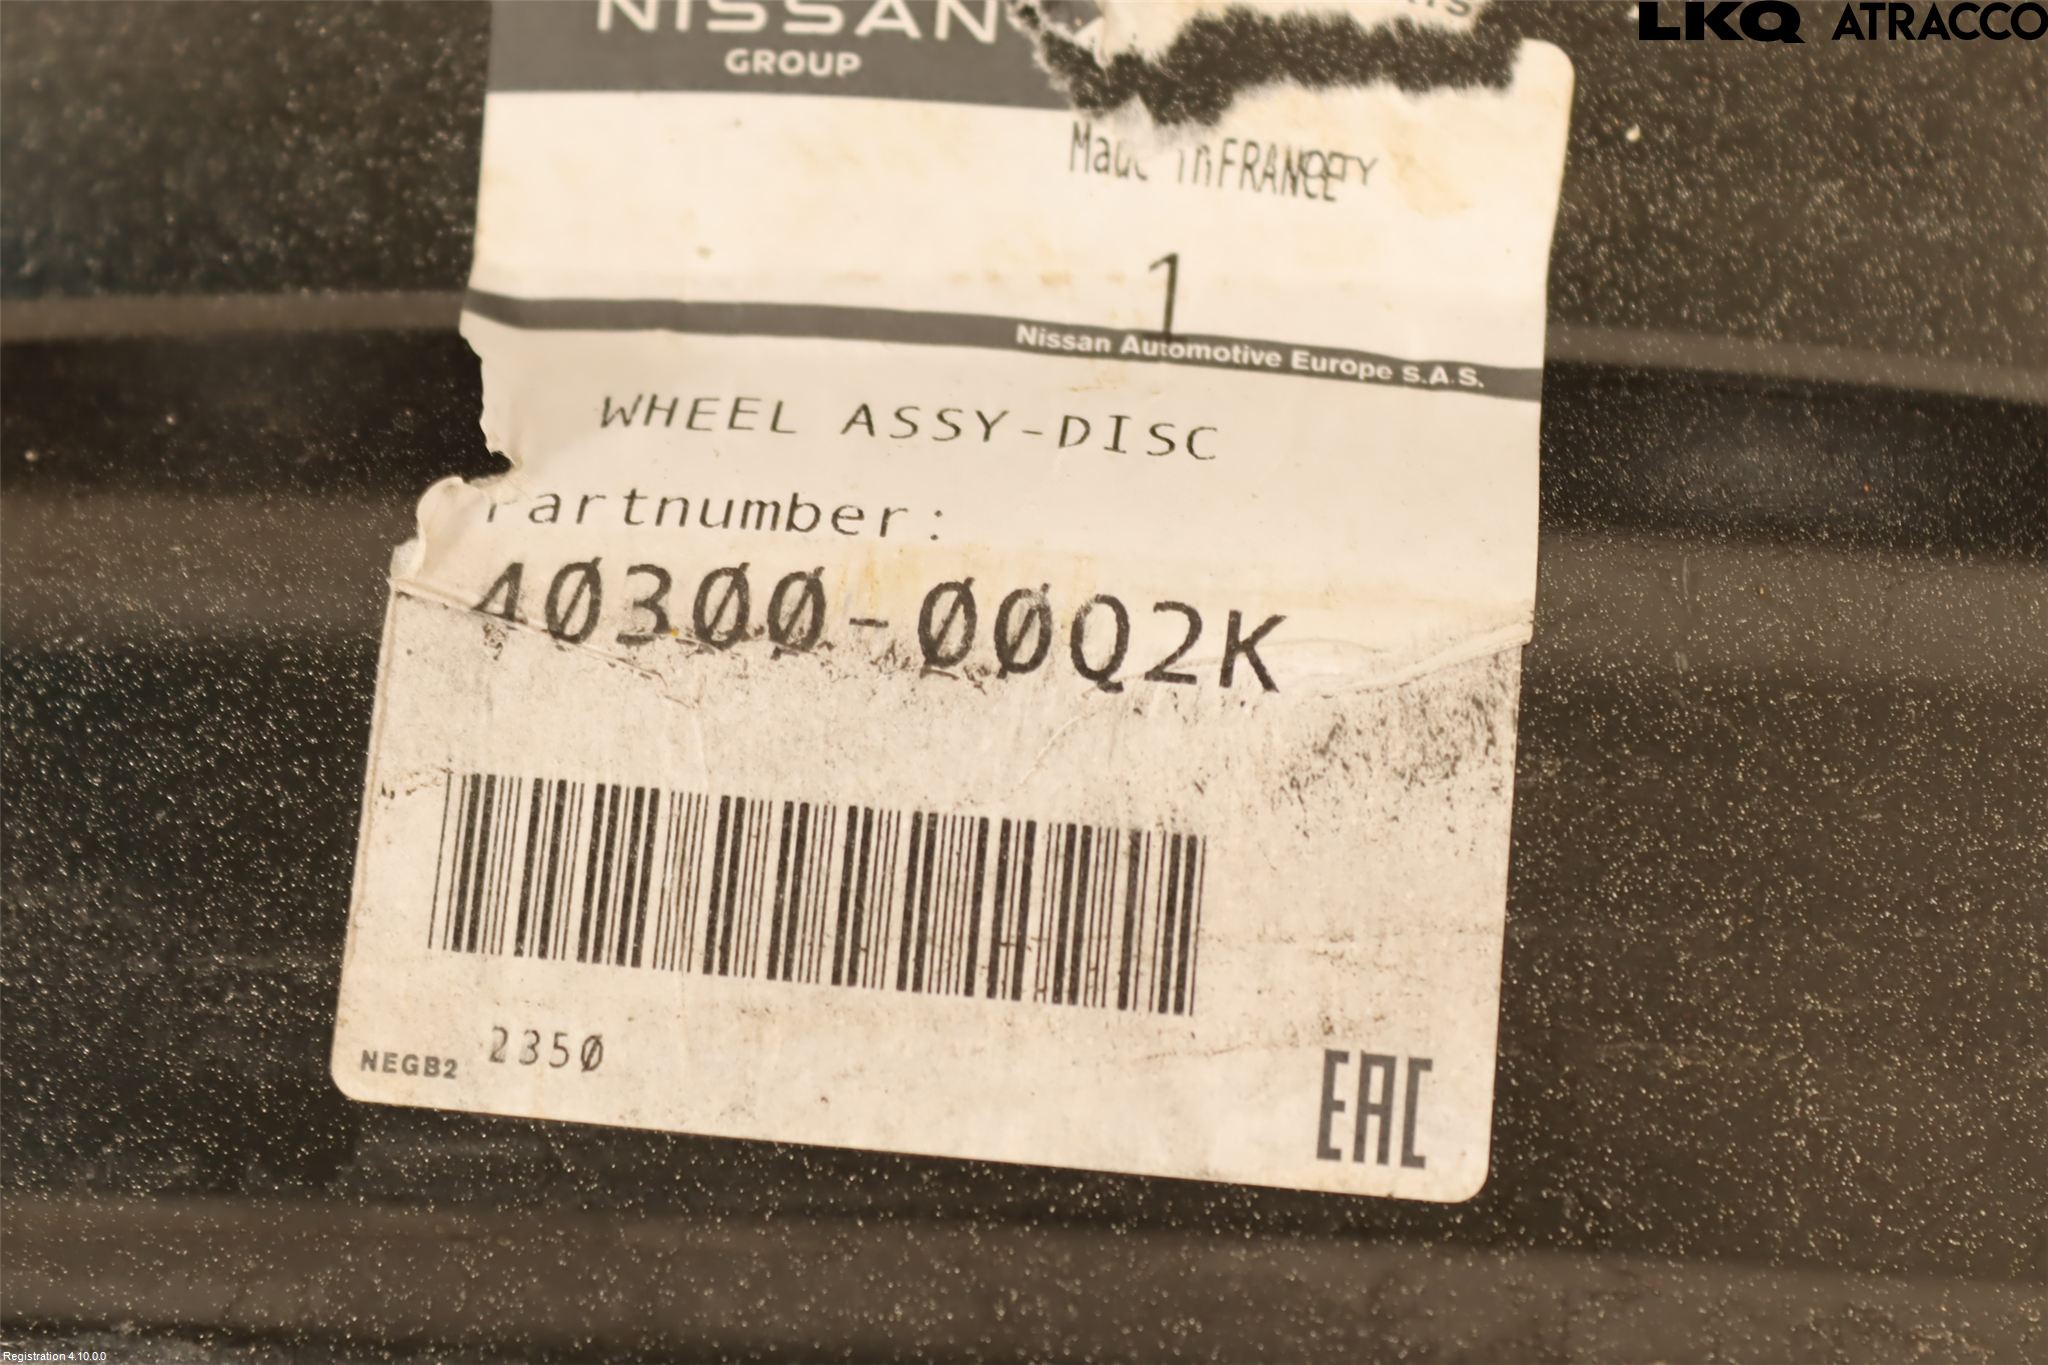 LKQ ATRACCO
NISSAN
GROUP
Made in FRANCE
QTY
1
Nissan Automotive Europe S.A.S.
WHEEL ASSY-DISC
Partnumber:
40300-00Q2K
NEGB2 2350
EAC
Registration 4.10.0.0